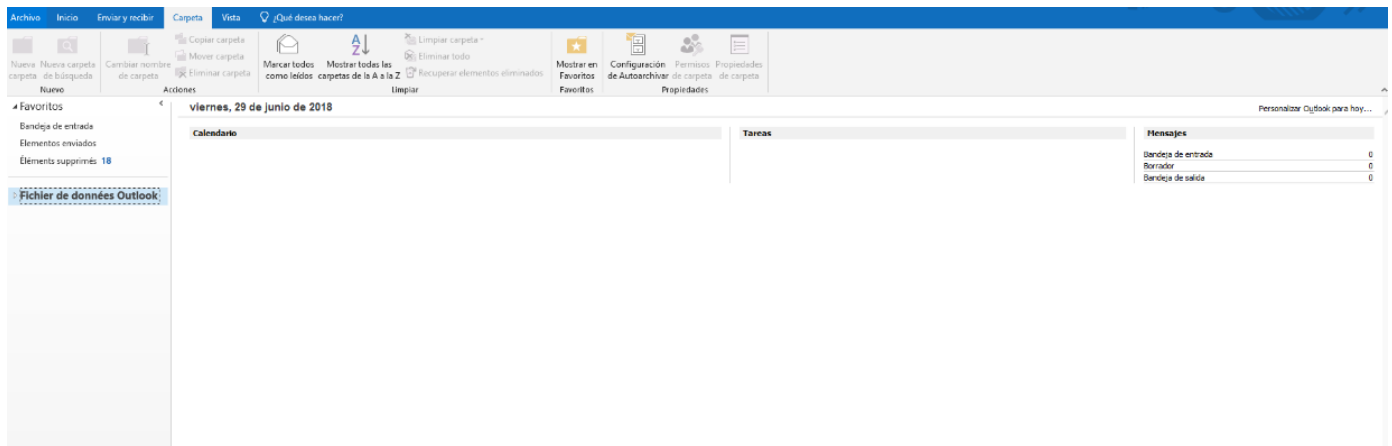 Archivo Inicio Enviar y recibir Carpeta Vista ¿Qué desea hacer?
Nueva carpeta
Nueva carpeta de búsqueda
Nuevo
Cambiar nombre de carpeta
Copiar carpeta
Mover carpeta
Eliminar carpeta
Acciones
Marcar todos como leídos
Mostrar todas las carpetas de la A a la Z
Limpiar carpeta
Eliminar todo
Recuperar elementos eliminados
Limpiar
Mostrar en Favoritos
Favoritos
Configuración de Autoarchivar
Permisos de carpeta
Propiedades de carpeta
Propiedades
Favoritos
Bandeja de entrada
Elementos enviados
Éléments supprimés 18
Fichier de données Outlook
viernes, 29 de junio de 2018
Personalizar Outlook para hoy...
Calendario
Tareas
Mensajes
Bandeja de entrada 0
Borrador 0
Bandeja de salida 0